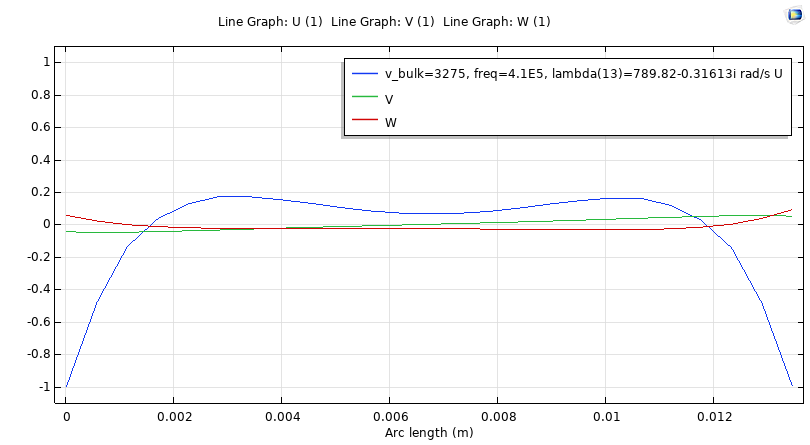 Line Graph: U (1) Line Graph: V (1) Line Graph: W (1)
v_bulk=3275, freq=4.1E5, lambda(13)=789.82-0.31613i rad/s U
V
W
1
0.8
0.6
0.4
0.2
0
-0.2
-0.4
-0.6
-0.8
-1
0 0.002 0.004 0.006 0.008 0.01 0.012
Arc length (m)